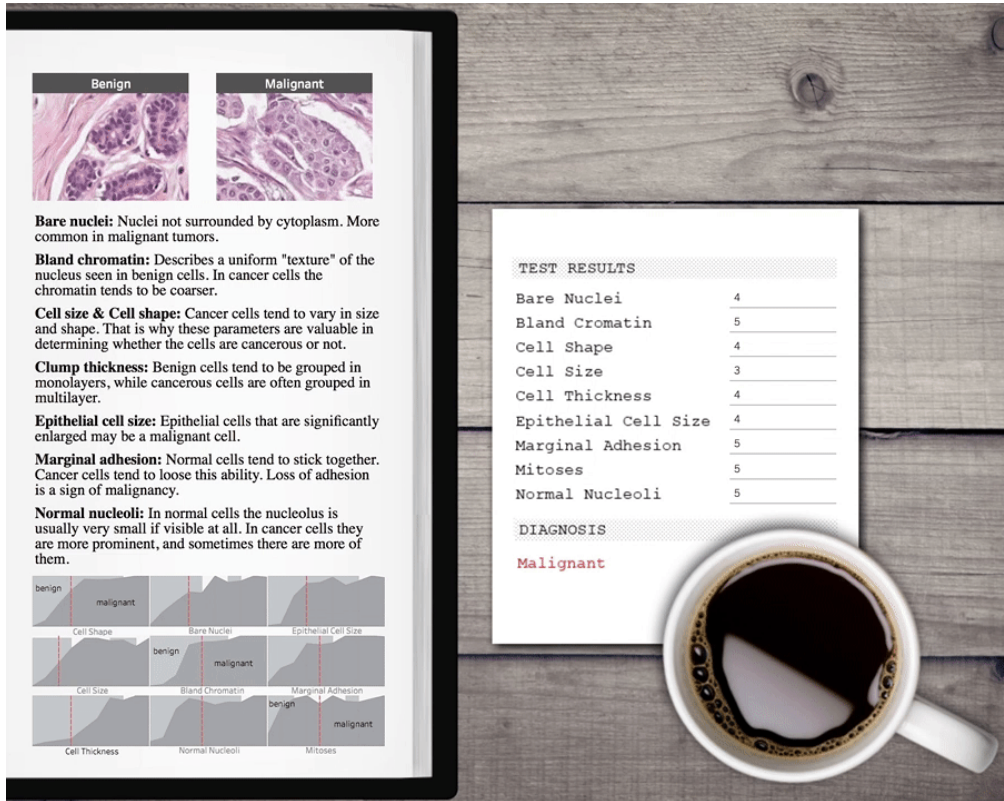 Benign
Malignant
Bare nuclei: Nuclei not surrounded by cytoplasm. More
common in malignant tumors.
Bland chromatin: Describes a uniform "texture" of the
nucleus seen in benign cells. In cancer cells the
chromatin tends to be coarser.
Cell size & Cell shape: Cancer cells tend to vary in size
and shape. That is why these parameters are valuable in
determining whether the cells are cancerous or not.
Clump thickness: Benign cells tend to be grouped in
monolayers, while cancerous cells are often grouped in
multilayer.
Epithelial cell size: Epithelial cells that are significantly
enlarged may be a malignant cell.
Marginal adhesion: Normal cells tend to stick together.
Cancer cells tend to loose this ability. Loss of adhesion
is a sign of malignancy.
Normal nucleoli: In normal cells the nucleolus is
usually very small if visible at all. In cancer cells they
are more prominent, and sometimes there are more of
them.
benign
malignant
Cell Shape
Bare Nuclei
Epithelial Cell Size
benign
malignant
Cell Size
Bland Chromatin
Marginal Adhesion
benign
malignant
Cell Thickness
Normal Nucleoli
Mitoses
TEST RESULTS
Bare Nuclei 4
Bland Cromatin 5
Cell Shape 4
Cell Size 3
Cell Thickness 4
Epithelial Cell Size 4
Marginal Adhesion 5
Mitoses 5
Normal Nucleoli 5
DIAGNOSIS
Malignant